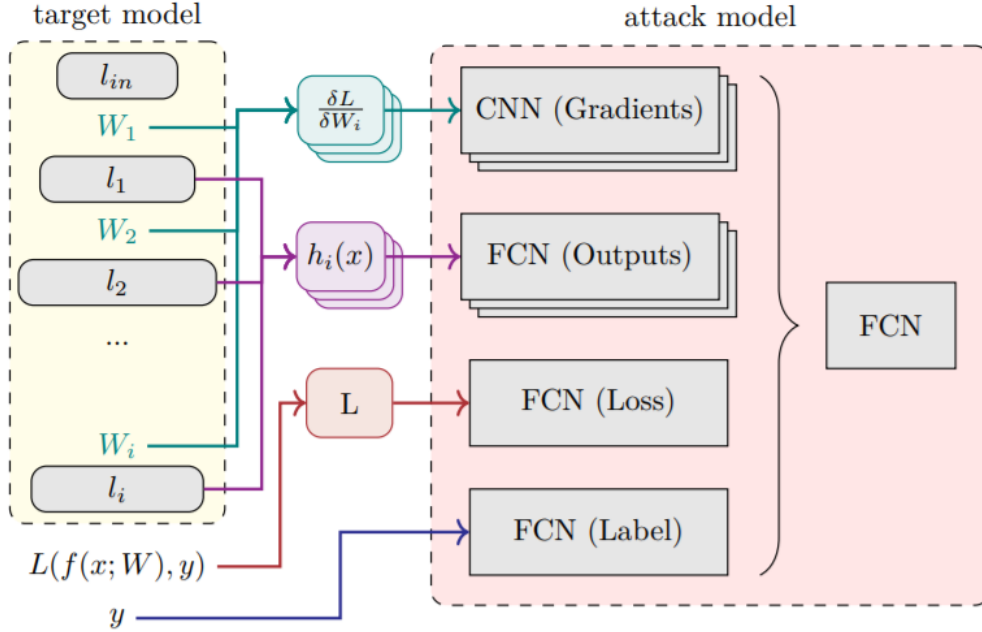 target model
attack model
l_in
W_1
l_1
W_2
l_2
...
W_i
l_i
L(f(x; W), y)
y
δL
δW_i
h_i(x)
L
CNN (Gradients)
FCN (Outputs)
FCN (Loss)
FCN (Label)
FCN